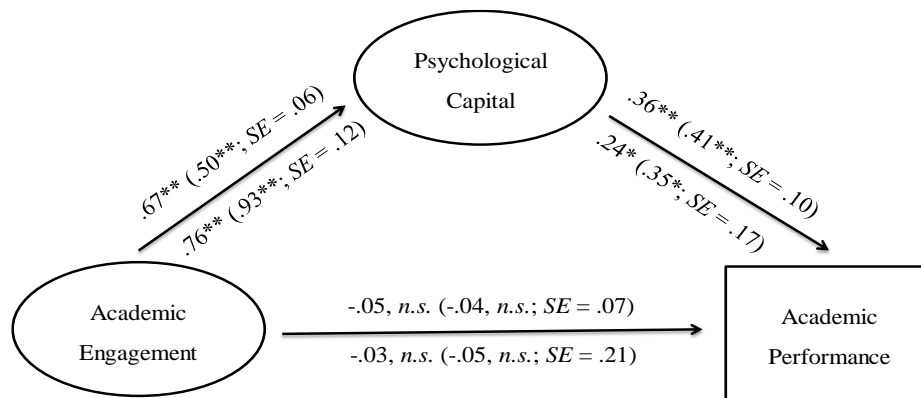 Psychological
Capital
.67** (.50**; SE = .06)
.76** (.93**; SE = .12)
.36** (.41**; SE = .10)
.24* (.35*; SE = .17)
Academic
Engagement
-.05, n.s. (-.04, n.s.; SE = .07)
-.03, n.s. (-.05, n.s.; SE = .21)
Academic
Performance